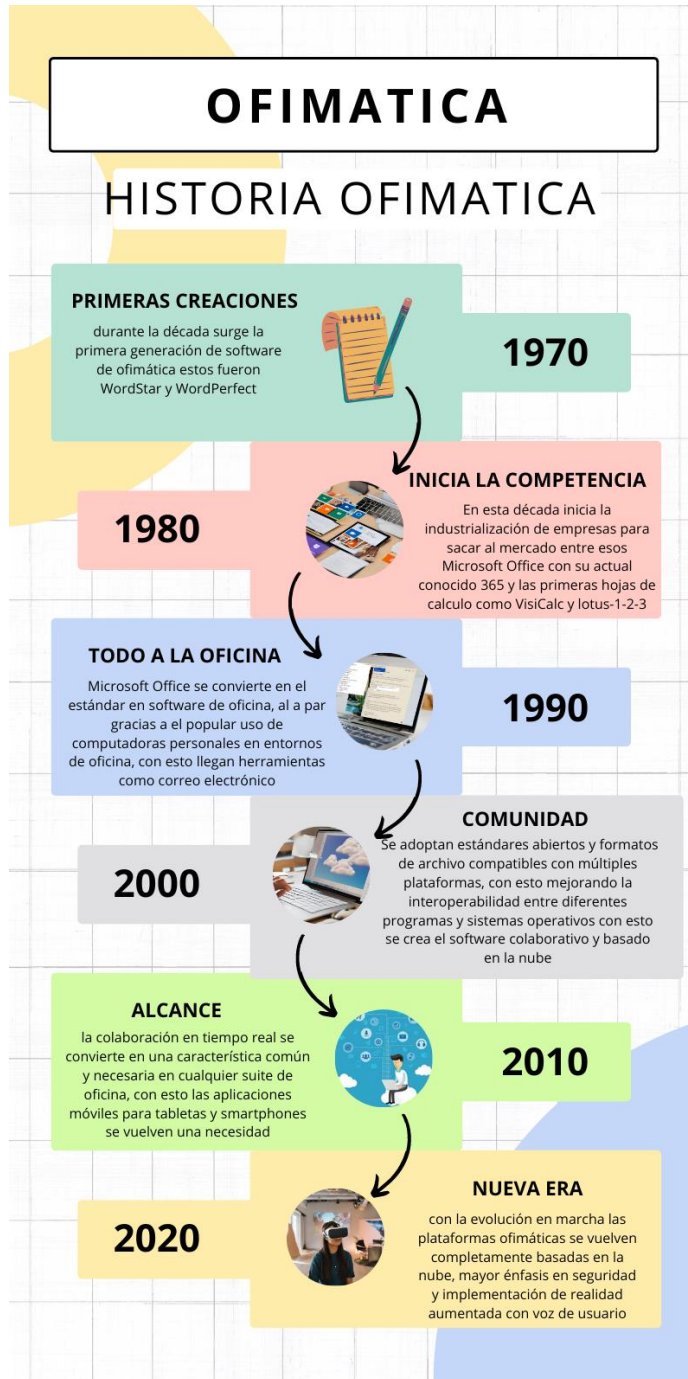 OFIMATICA
HISTORIA OFIMATICA
PRIMERAS CREACIONES
durante la década surge la
primera generación de software
de ofimática estos fueron
WordStar y WordPerfect
1970
INICIA LA COMPETENCIA
1980
En esta década inicia la
industrialización de empresas para
sacar al mercado entre esos
Microsoft Office con su actual
conocido 365 y las primeras hojas de
calculo como VisiCalc y lotus-1-2-3
TODO A LA OFICINA
Microsoft Office se convierte en el
estándar en software de oficina, al a par
gracias a el popular uso de
computadoras personales en entornos
de oficina, con esto llegan herramientas
como correo electrónico
1990
COMUNIDAD
2000
Se adoptan estándares abiertos y formatos
de archivo compatibles con múltiples
plataformas, con esto mejorando la
interoperabilidad entre diferentes
programas y sistemas operativos con esto
se crea el software colaborativo y basado
en la nube
ALCANCE
la colaboración en tiempo real se
convierte en una característica común
y necesaria en cualquier suite de
oficina, con esto las aplicaciones
móviles para tabletas y smartphones
se vuelven una necesidad
2010
NUEVA ERA
2020
con la evolución en marcha las
plataformas ofimáticas se vuelven
completamente basadas en la
nube, mayor énfasis en seguridad
y implementación de realidad
aumentada con voz de usuario